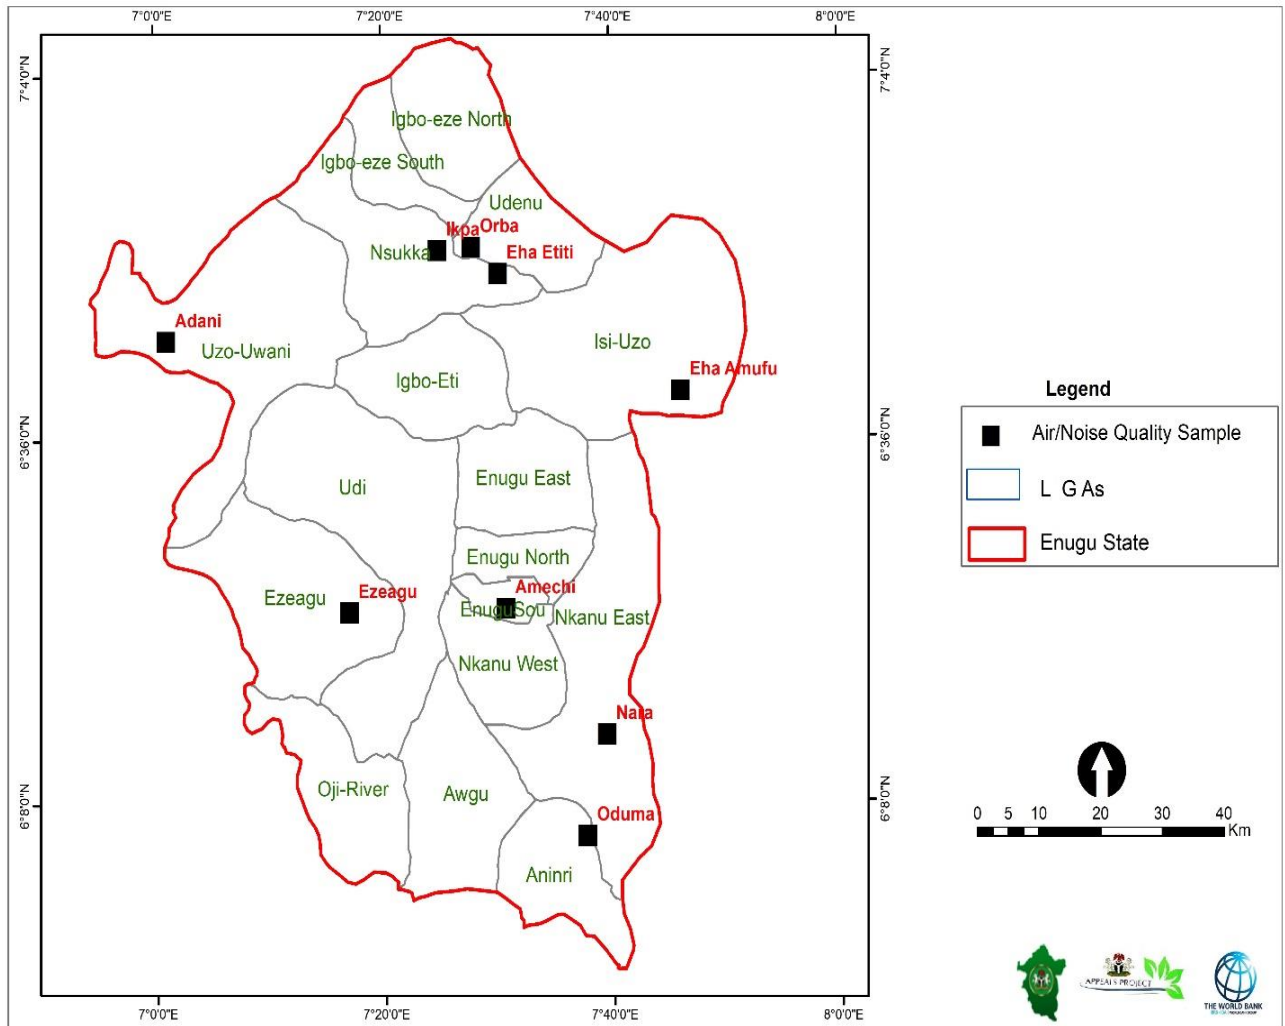 7°0'0"E 7°20'0"E 7°40'0"E 8°0'0"E
7°4'0"N
7°4'0"N
Igbo-eze North
Igbo-eze South
Udenu
Ikpa
Orba
Nsukka
Eha Etiti
Adani
Uzo-Uwani
Isi-Uzo
Eha Amufu
Igbo-Eti
Legend
Air/Noise Quality Sample
L G As
Enugu State
6°36'0"N
6°36'0"N
Udi
Enugu East
Enugu North
Amechi
Ezeagu
Ezeagu
EnuguSou
Nkanu East
Nkanu West
Nara
Oji-River
Awgu
Oduma
Aninri
6°8'0"N
6°8'0"N
0 5 10 20 30 40
Km
APPEALS PROJECT
THE WORLD BANK
7°0'0"E 7°20'0"E 7°40'0"E 8°0'0"E